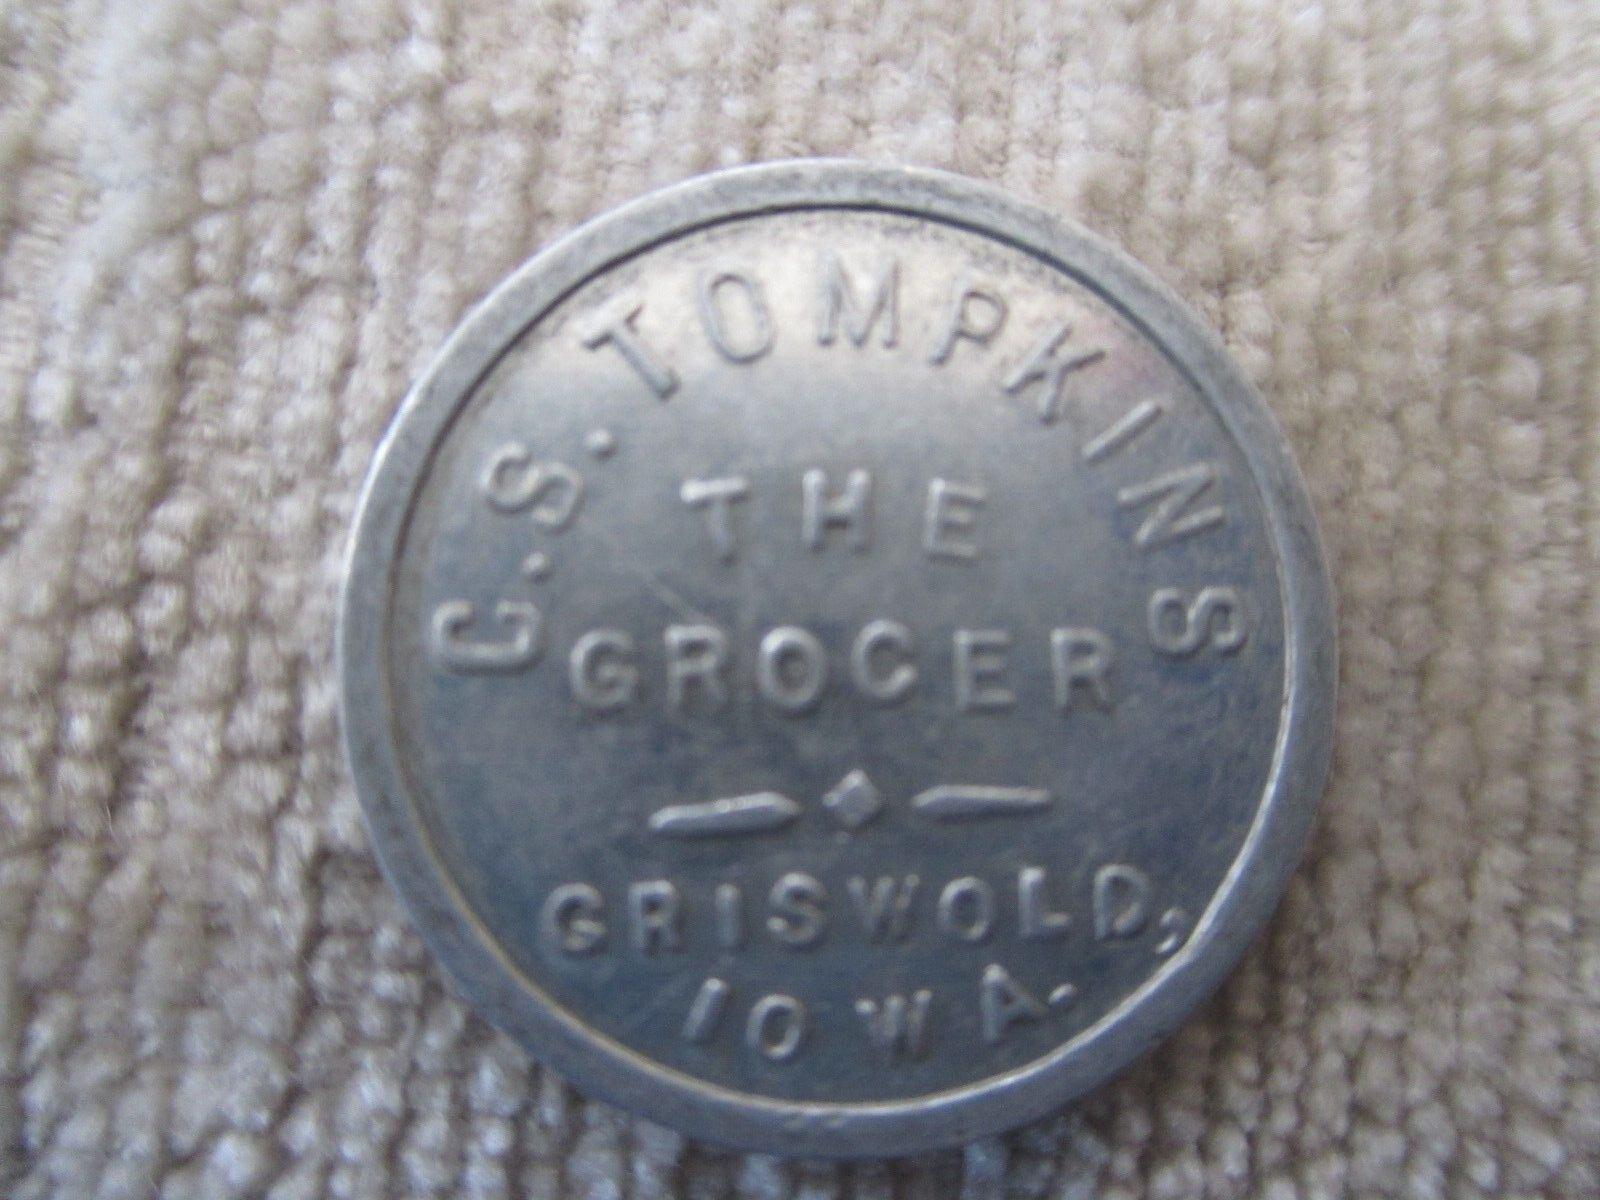 C.S. TOMPKINS
THE
GROCER
GRISWOLD,
IOWA.